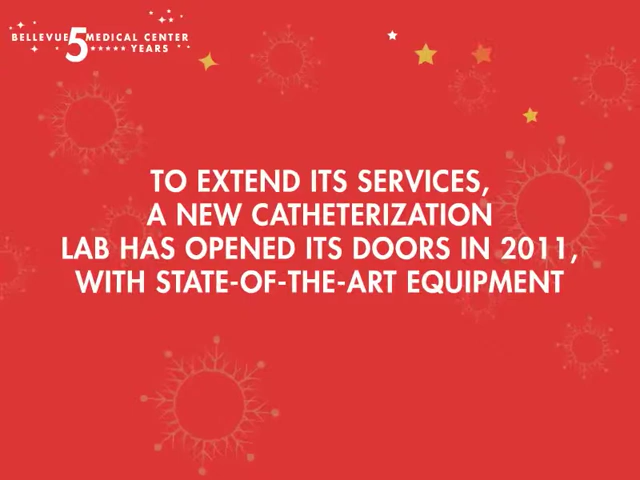 BELLEVUE 5 MEDICAL CENTER
YEARS
TO EXTEND ITS SERVICES,
A NEW CATHETERIZATION
LAB HAS OPENED ITS DOORS IN 2011,
WITH STATE-OF-THE-ART EQUIPMENT